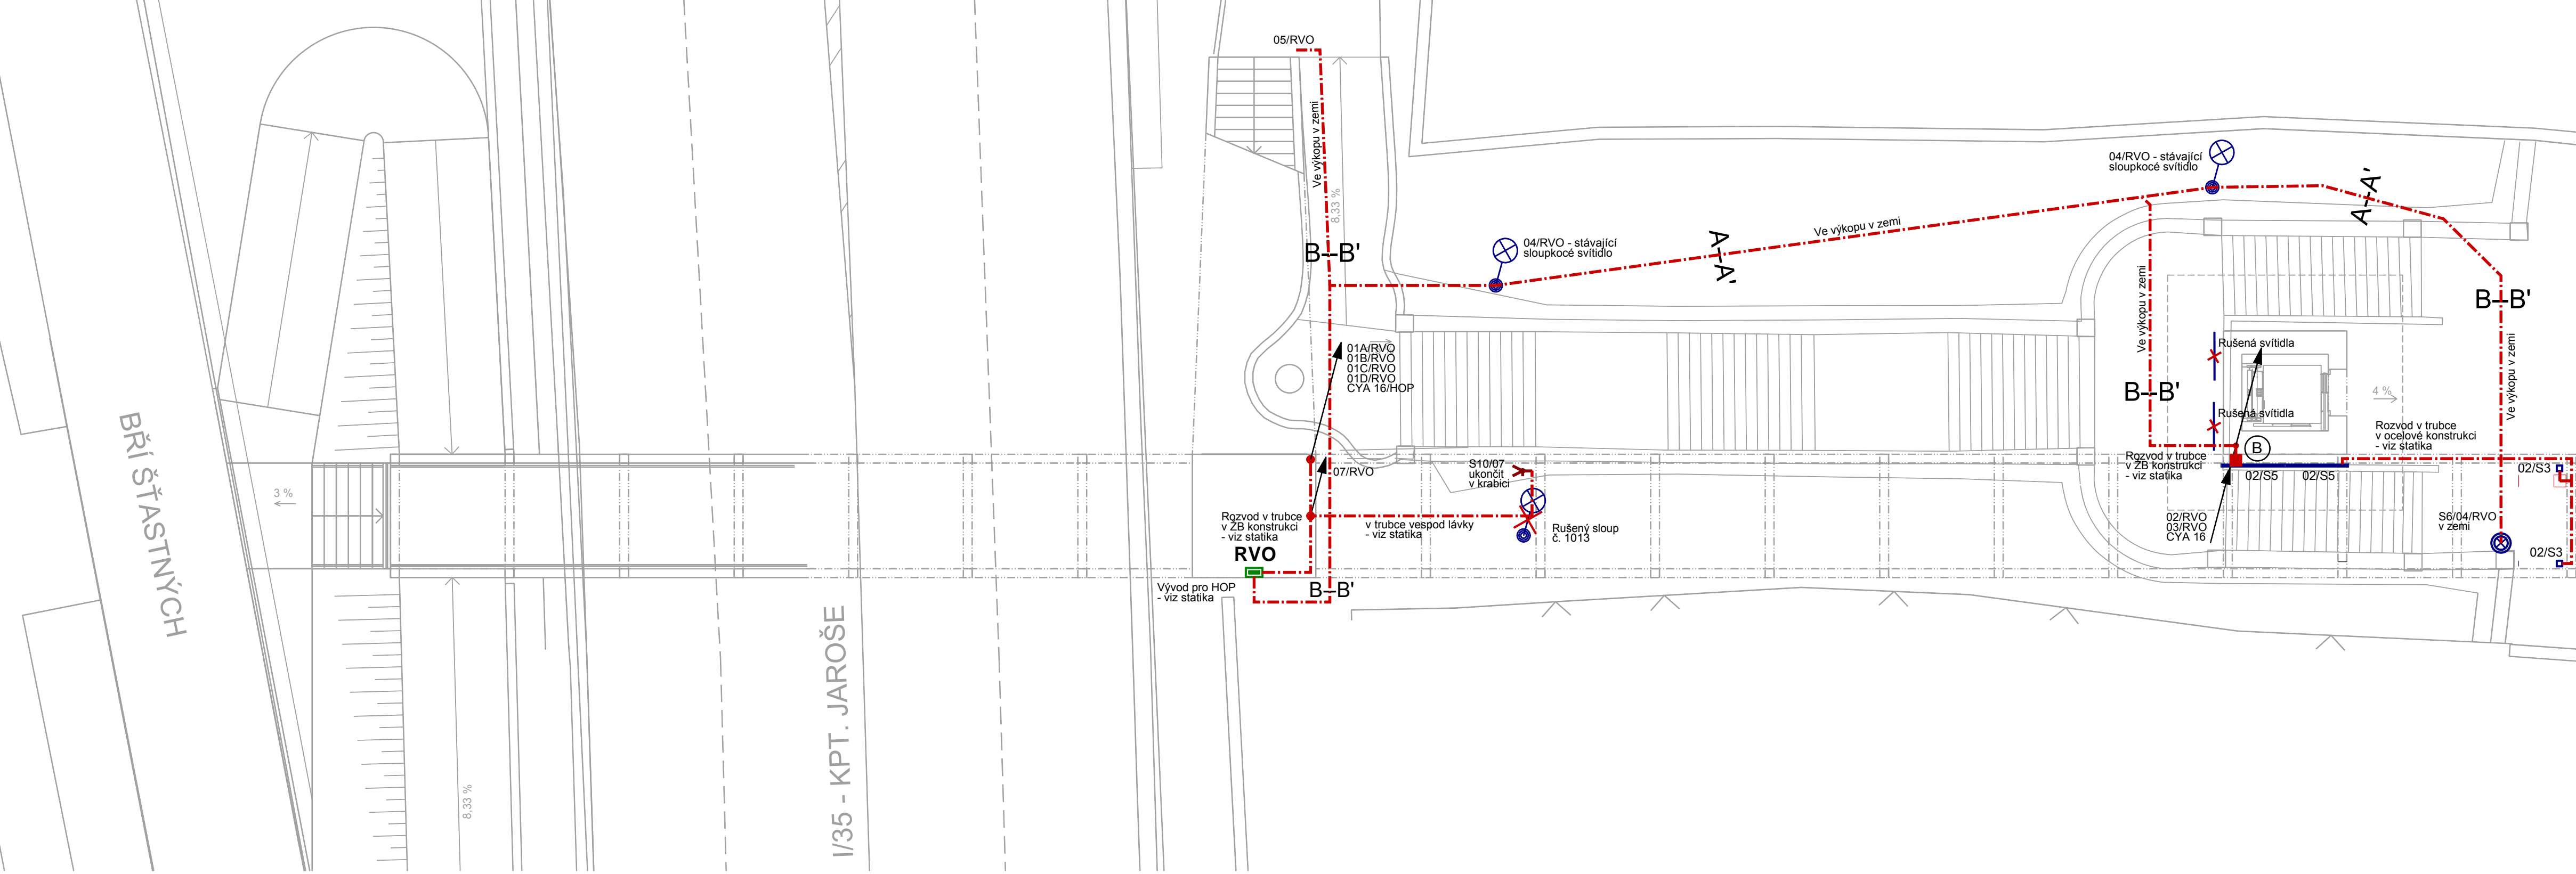 BŘÍ ŠŤASTNÝCH
3 %
8,33 %
I/35 - KPT. JAROŠE
05/RVO
Ve výkopu v zemi
8,33 %
B-B'
04/RVO - stávající
sloupkocé svítidlo
A-A'
Ve výkopu v zemi
04/RVO - stávající
sloupkocé svítidlo
A-A'
01A/RVO
01B/RVO
01C/RVO
01D/RVO
CYA 16/HOP
07/RVO
Rozvod v trubce
v ŽB konstrukci
- viz statika
RVO
Vývod pro HOP
- viz statika
B-B'
v trubce vespod lávky
- viz statika
S10/07
ukončit
v krabici
Rušený sloup
č. 1013
Ve výkopu v zemi
B-B'
Rušená svítidla
Rušená svítidla
B
Rozvod v trubce
v ŽB konstrukci
- viz statika
02/S5
02/S5
02/RVO
03/RVO
CYA 16
4 %
Rozvod v trubce
v ocelové konstrukci
- viz statika
B-B'
Ve výkopu v zemi
S6/04/RVO
v zemi
02/S3
02/S3